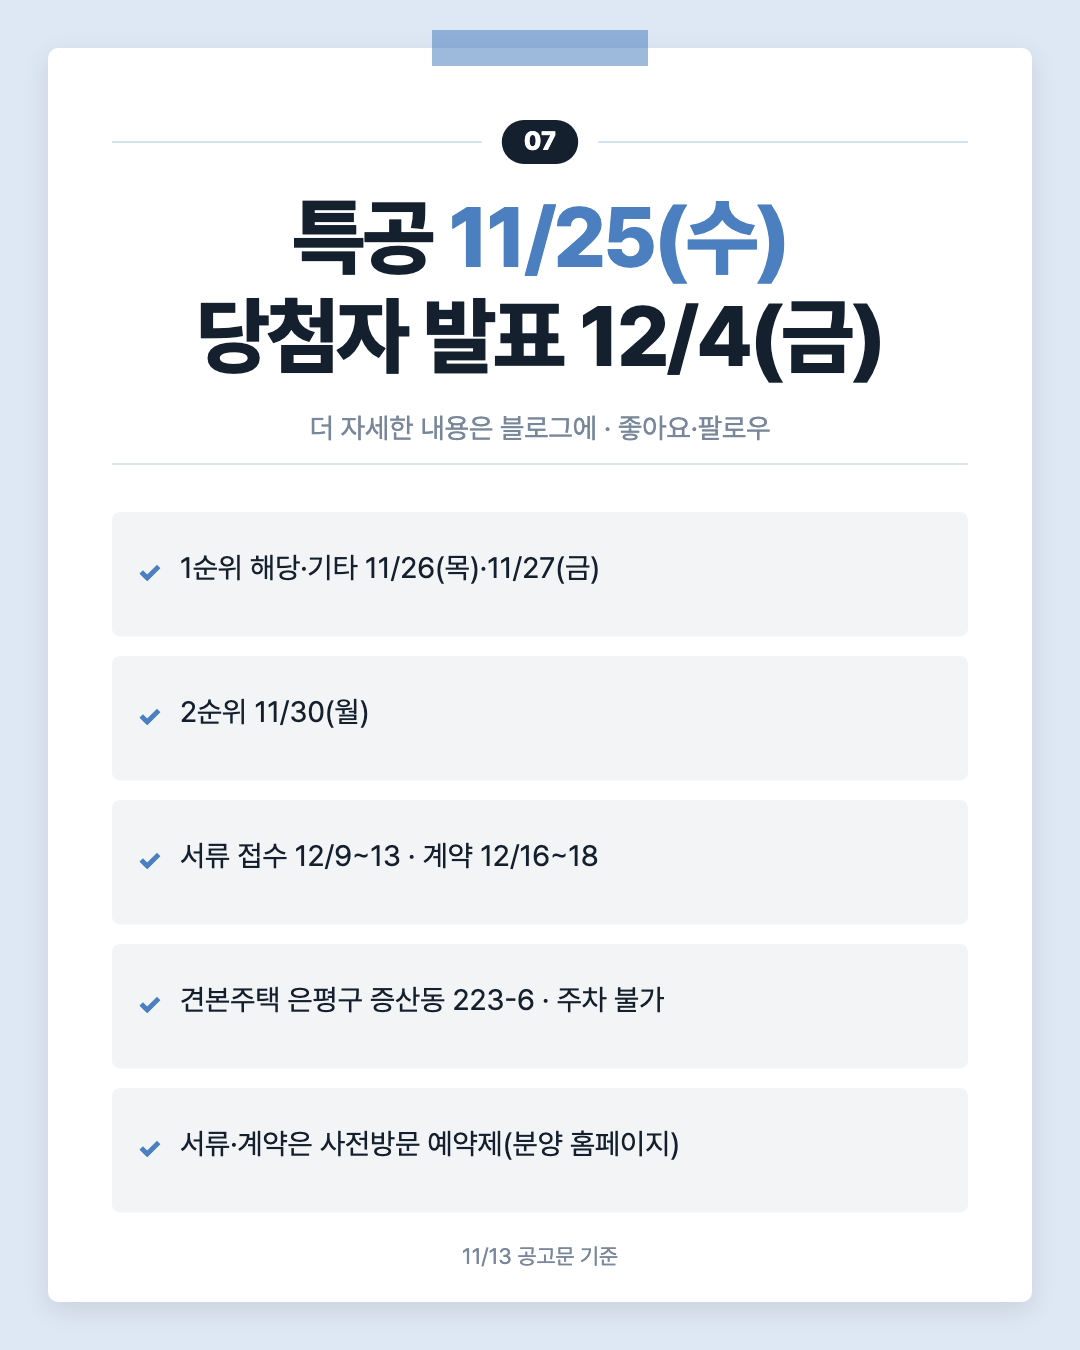 07
특공 11/25(수)
당첨자 발표 12/4(금)
더 자세한 내용은 블로그에 · 좋아요·팔로우
1순위 해당·기타 11/26(목)·11/27(금)
2순위 11/30(월)
서류 접수 12/9~13 · 계약 12/16~18
견본주택 은평구 증산동 223-6 · 주차 불가
서류·계약은 사전방문 예약제(분양 홈페이지)
11/13 공고문 기준